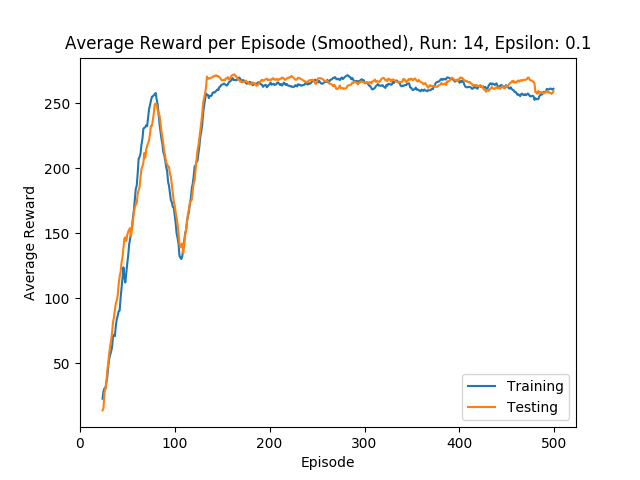 Average Reward per Episode (Smoothed), Run: 14, Epsilon: 0.1
Average Reward
250
200
150
100
50
0 100 200 300 400 500
Episode
Training
Testing